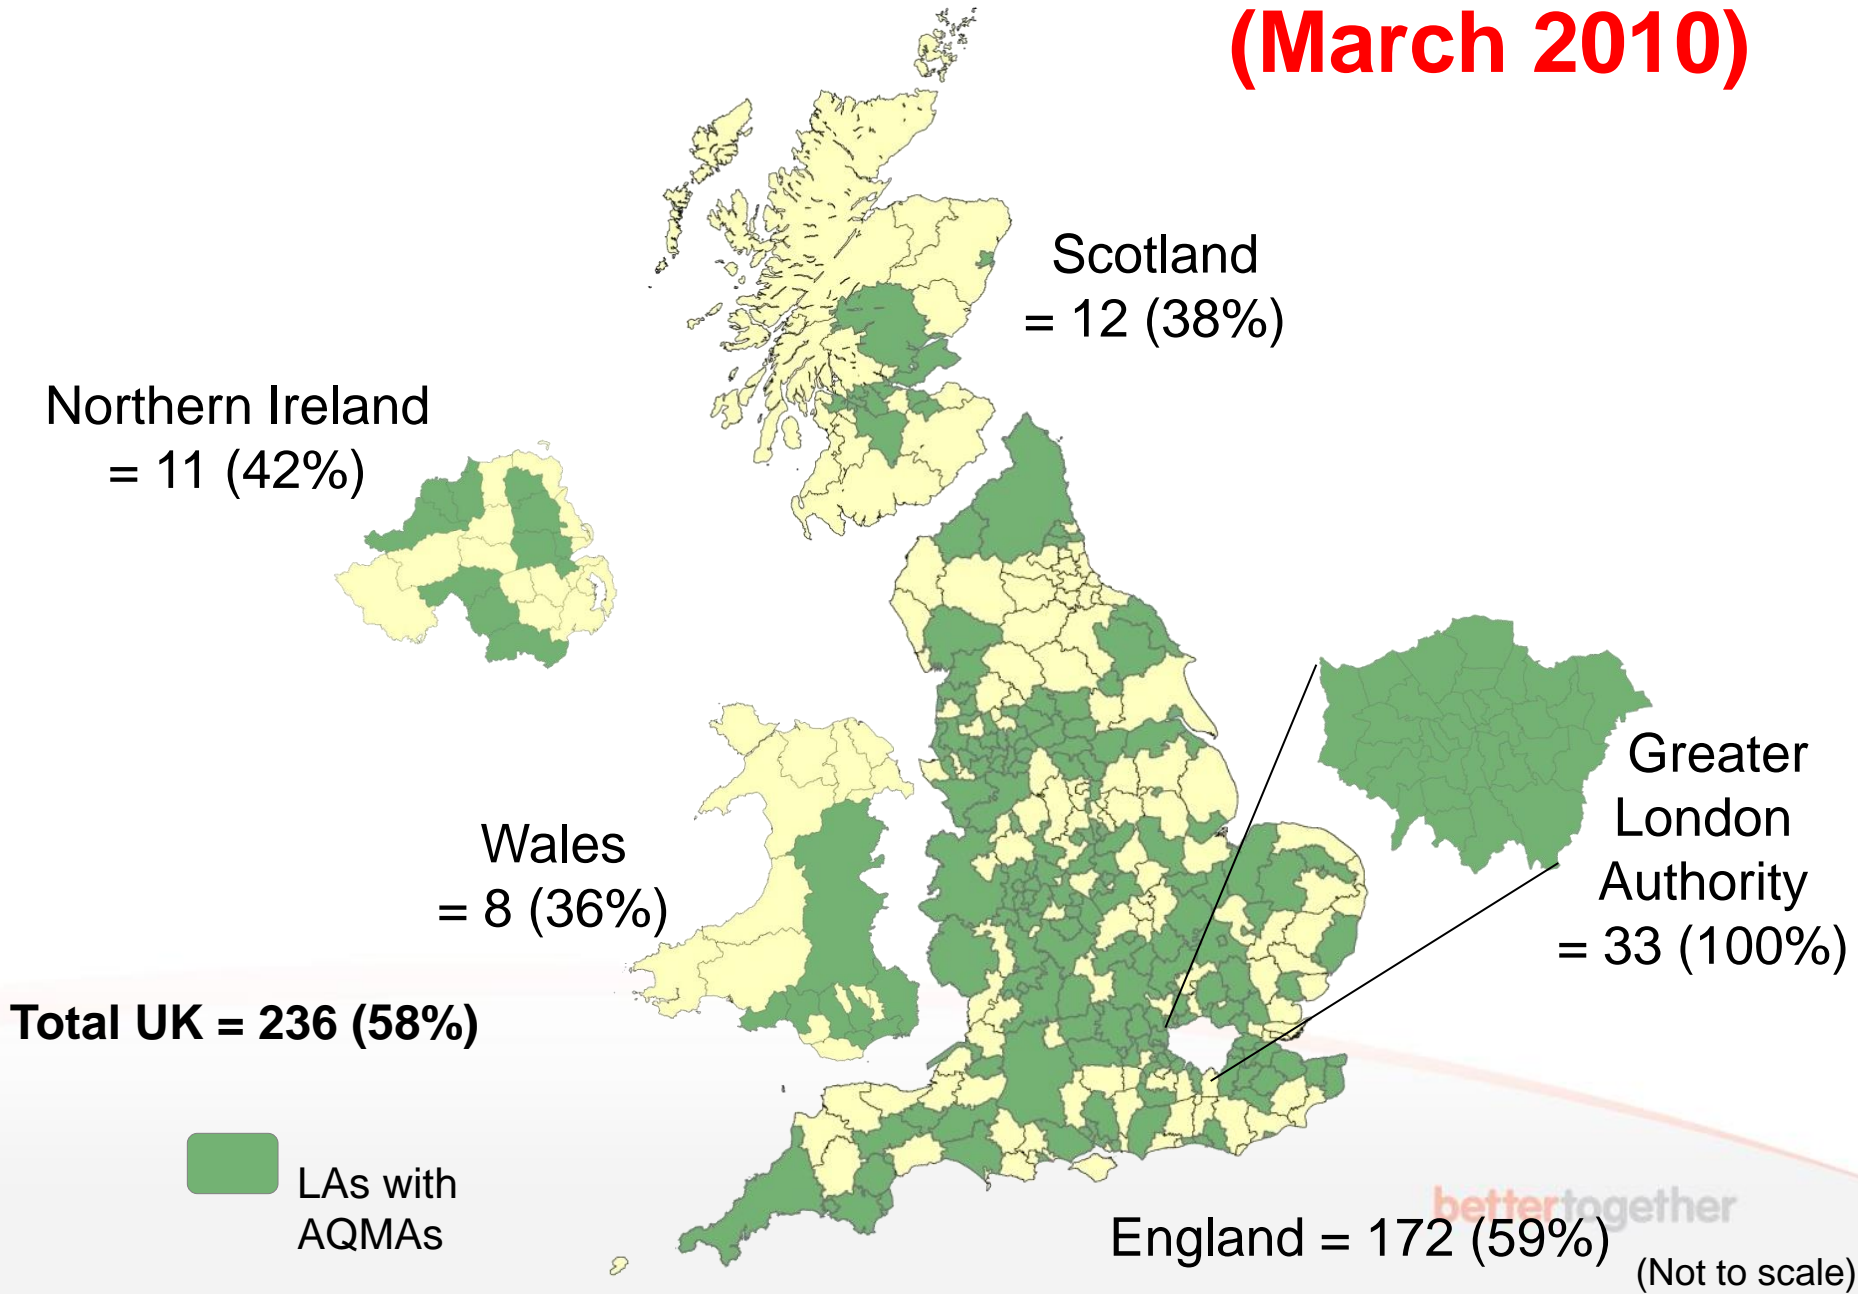 (March 2010)
Scotland
= 12 (38%)
Northern Ireland
= 11 (42%)
Greater
London
Authority
= 33 (100%)
Wales
= 8 (36%)
Total UK = 236 (58%)
LAs with
AQMAs
bettertogether
England = 172 (59%)
(Not to scale)